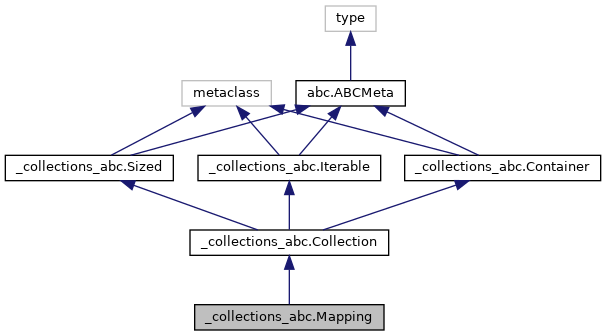 type
metaclass
abc.ABCMeta
_collections_abc.Sized
_collections_abc.Iterable
_collections_abc.Container
_collections_abc.Collection
_collections_abc.Mapping